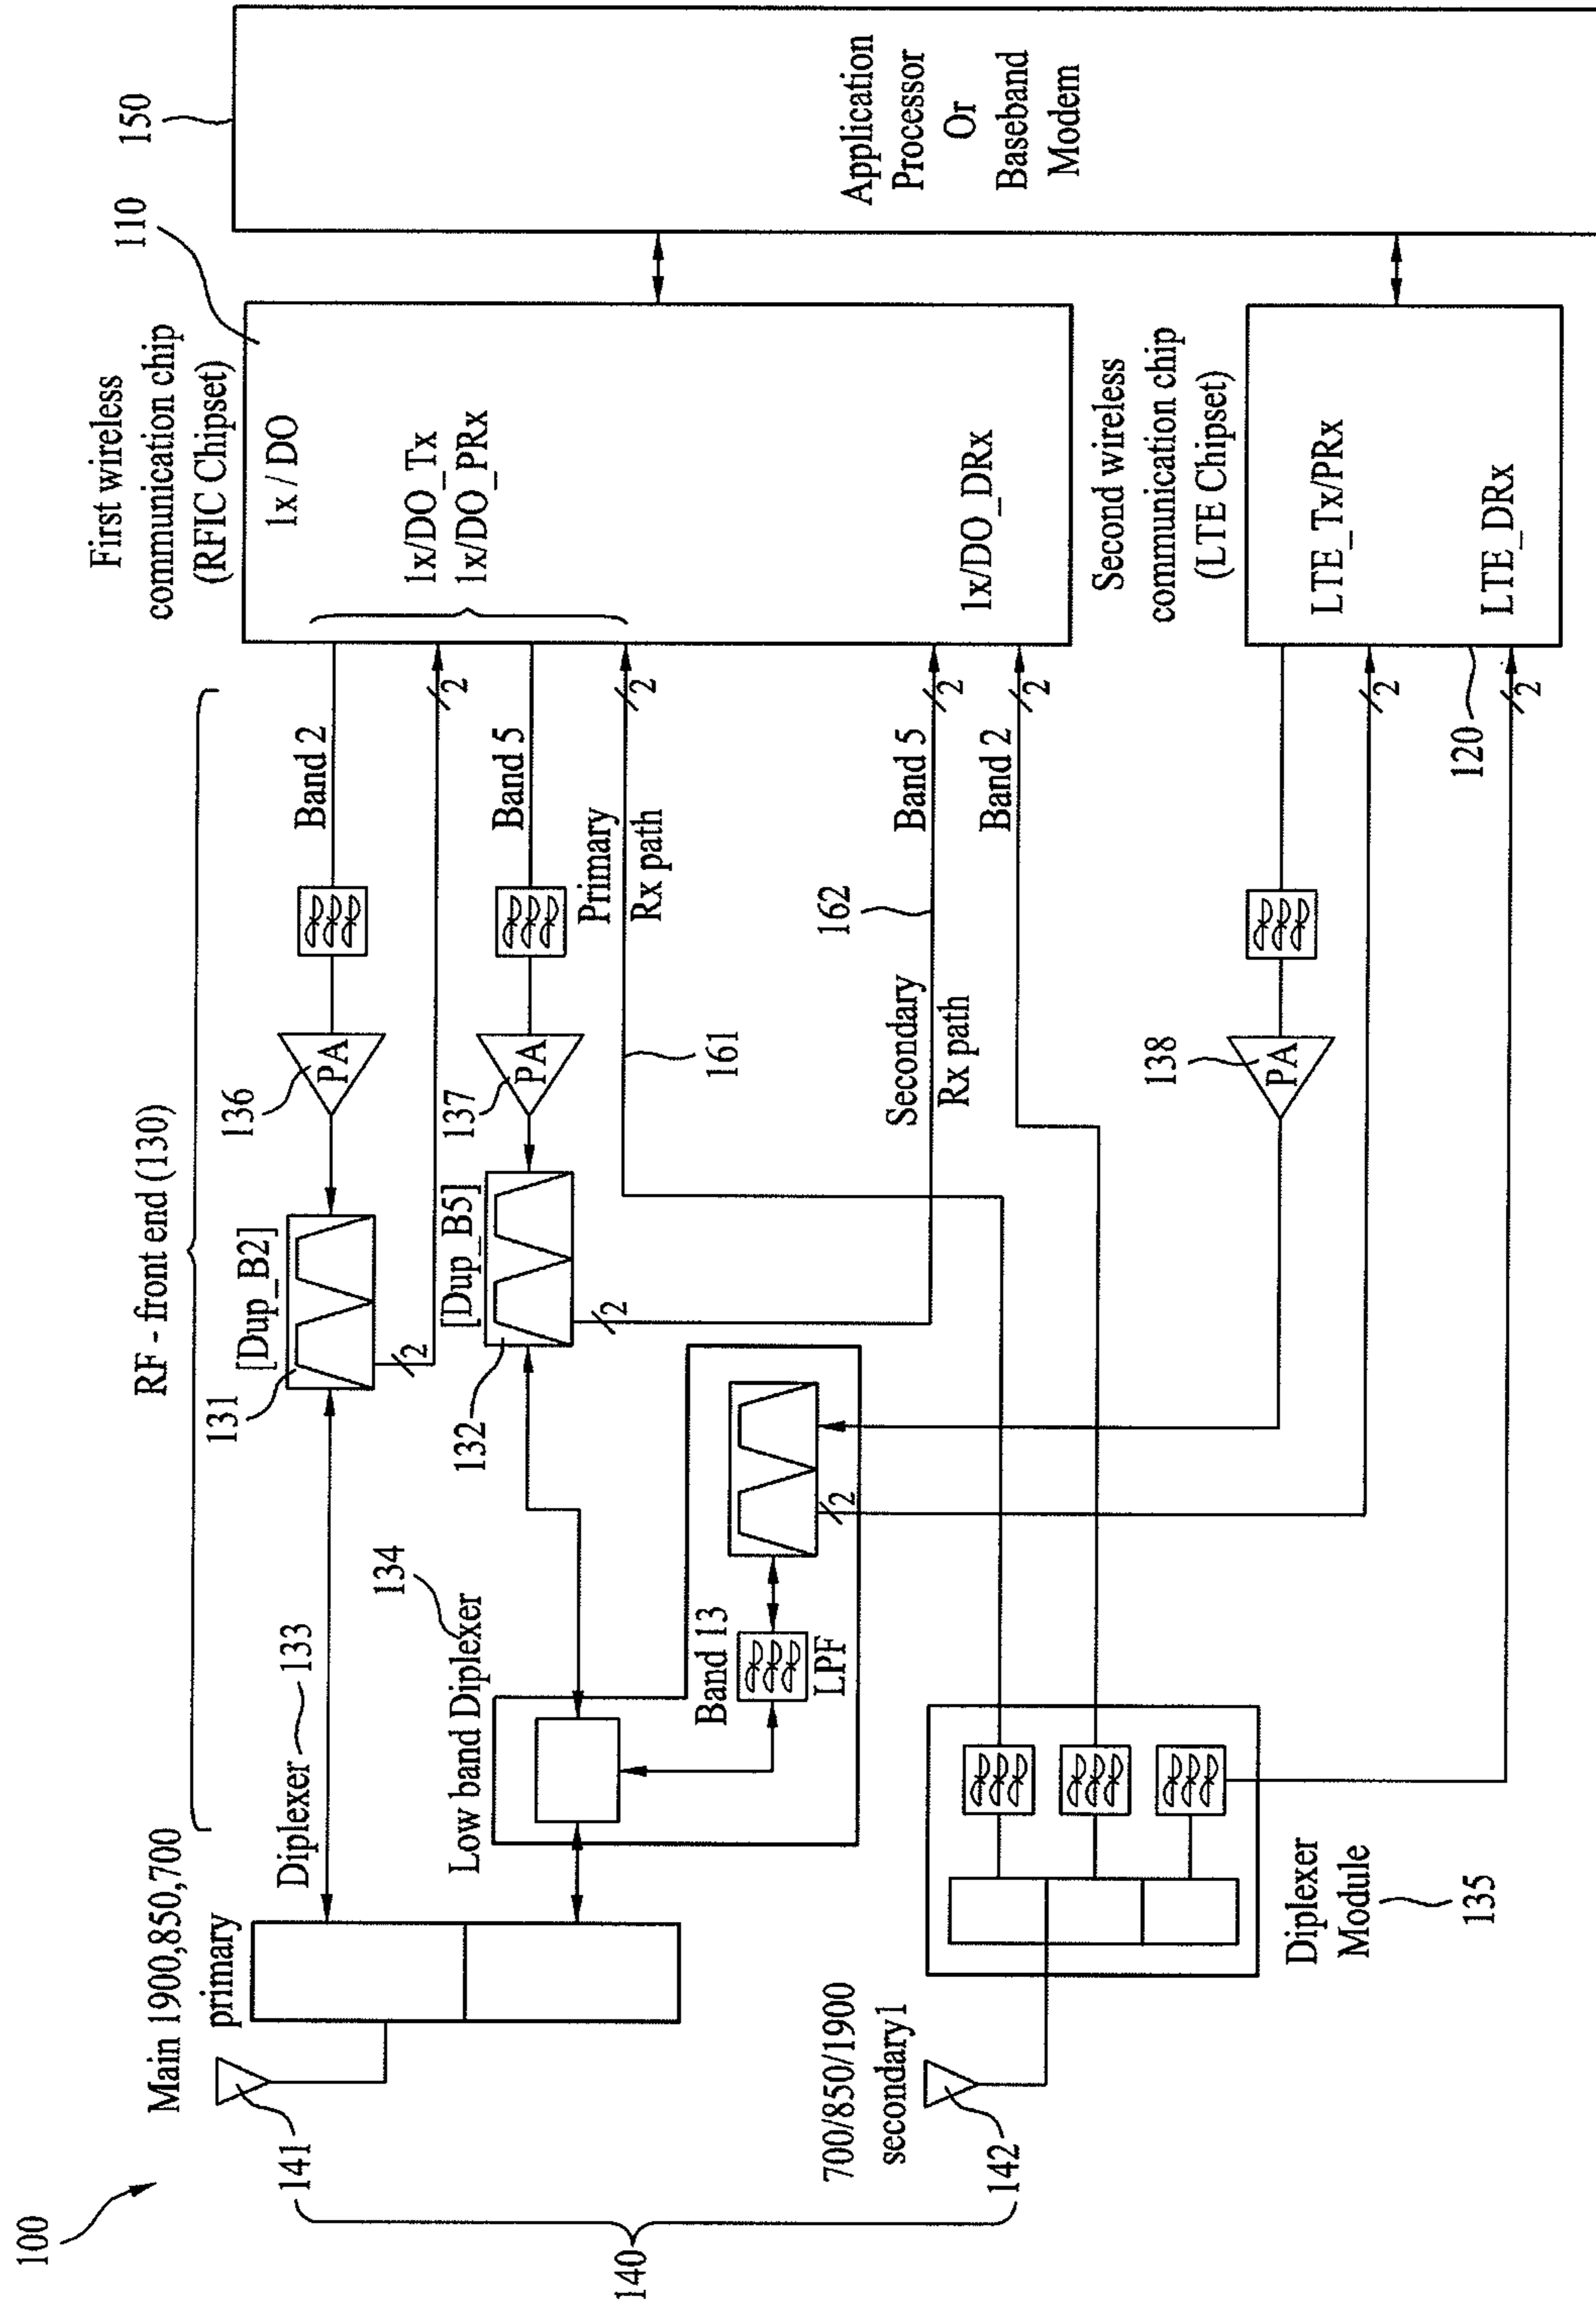 100
140
141
142
Main 1900,850,700
primary
700/850/1900
secondary1
RF - front end (130)
Diplexer
133
Low band Diplexer
134
Band 13
LPF
Diplexer
Module
135
131
[Dup_B2]
132
[Dup_B5]
136
PA
137
PA
138
PA
2
2
2
Band 2
2
Band 5
Primary
Rx path
161
2
Secondary
Rx path
162
Band 5
2
Band 2
2
2
2
120
First wireless
communication chip
(RFIC Chipset)
110
1x / DO
1x/DO_Tx
1x/DO_PRx
1x/DO_DRx
Second wireless
communication chip
(LTE Chipset)
LTE_Tx/PRx
LTE_DRx
150
Application
Processor
Or
Baseband
Modem